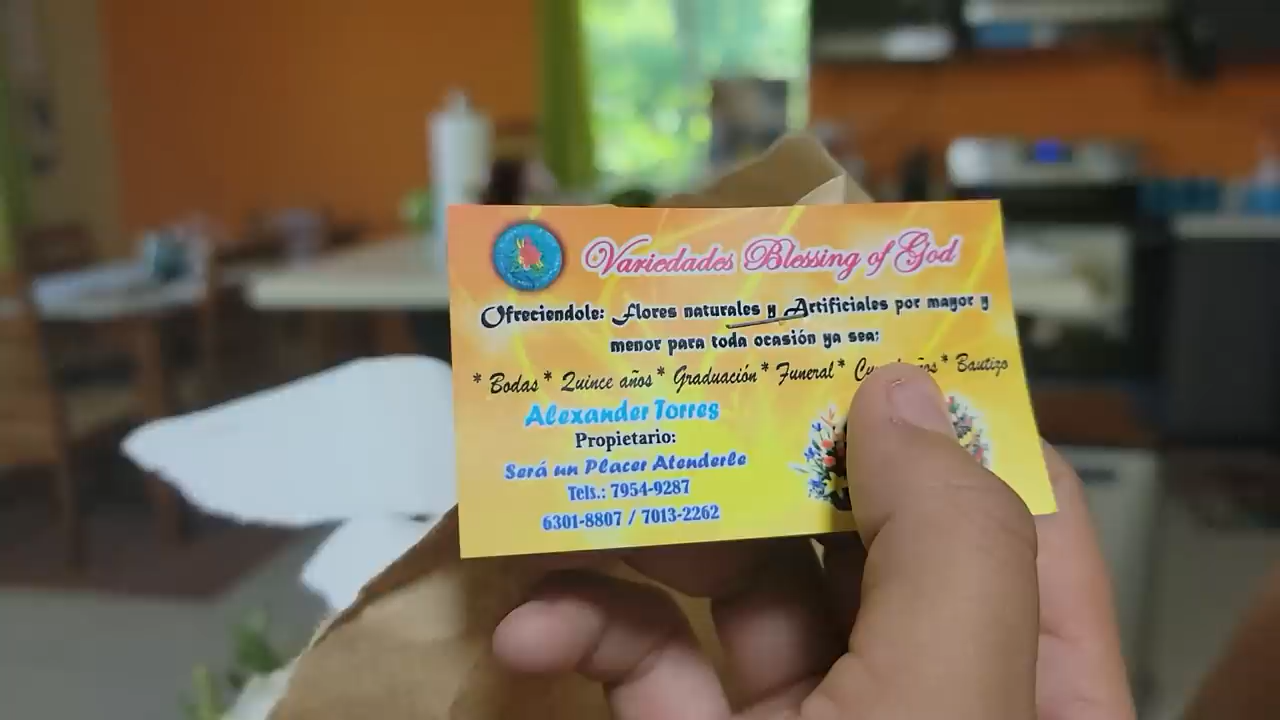 Variedades Blessing of God
Ofreciendole: Flores naturales y Artificiales por mayor y
menor para toda ocasión ya sea:
* Bodas * Quince años * Graduación * Funeral * * Bautizo
Alexander Torres
Propietario:
Será un Placer Atenderle
Tels.: 7954-9287
6301-8807 / 7013-2262